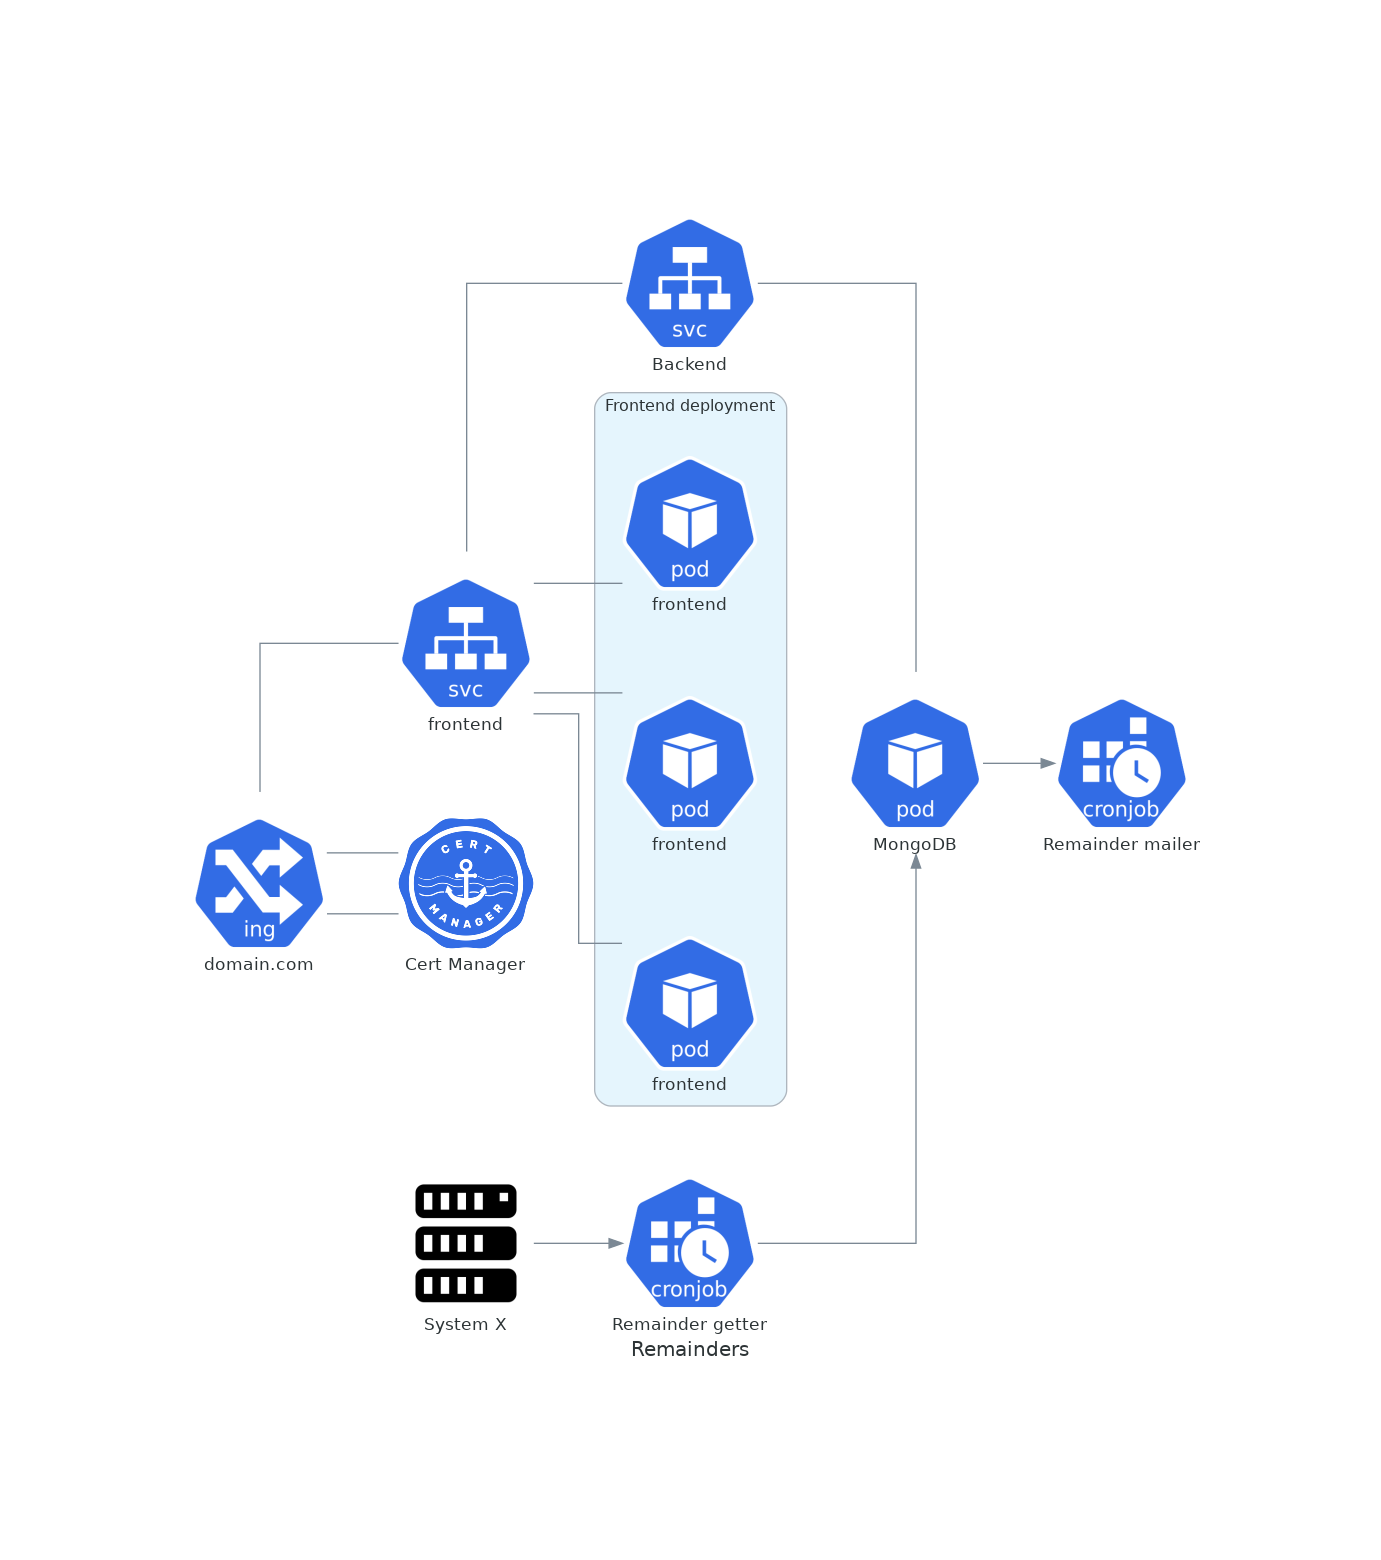 svc
Backend
Frontend deployment
pod
frontend
svc
frontend
pod
frontend
pod
MongoDB
cronjob
Remainder mailer
ing
domain.com
CERT
MANAGER
Cert Manager
pod
frontend
System X
cronjob
Remainder getter
Remainders